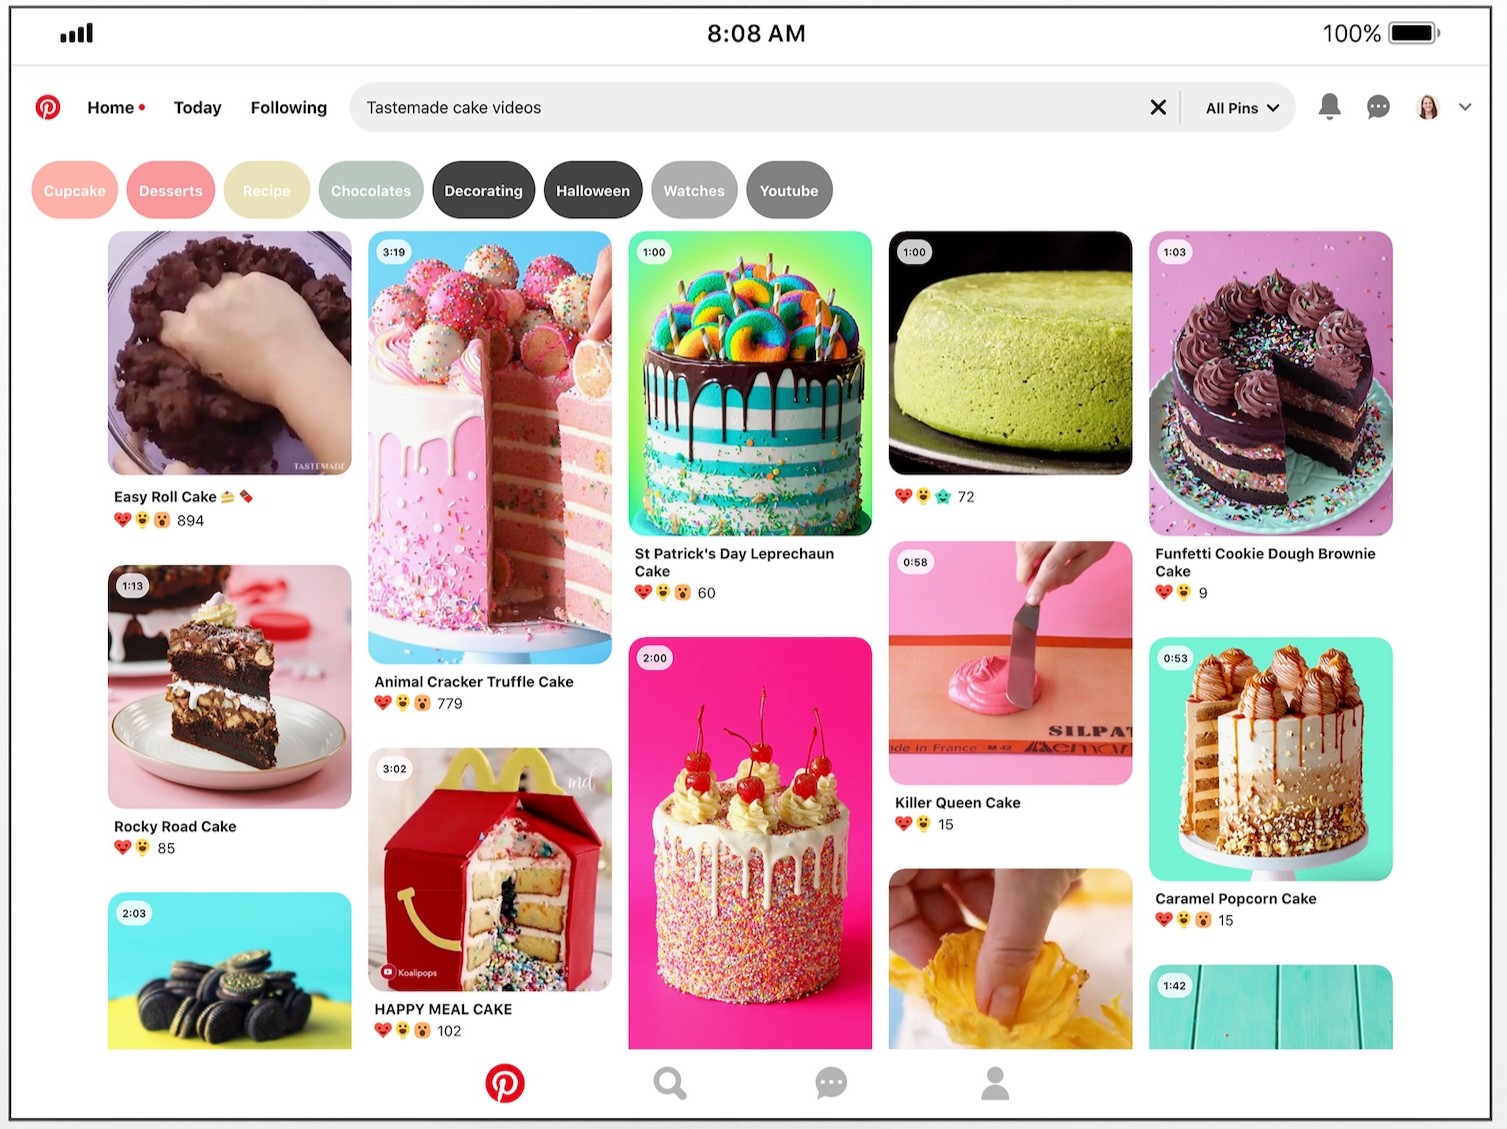 8:08 AM
100%
Home
Today
Following
Tastemade cake videos
All Pins
Cupcake
Desserts
Recipe
Chocolates
Decorating
Halloween
Watches
Youtube
TASTEMADE
Easy Roll Cake
894
1:13
Rocky Road Cake
85
2:03
3:19
Animal Cracker Truffle Cake
779
3:02
md
Koalipops
HAPPY MEAL CAKE
102
1:00
St Patrick's Day Leprechaun
Cake
60
2:00
1:00
72
0:58
SILPAT
de in France M 42
Killer Queen Cake
15
1:03
Funfetti Cookie Dough Brownie
Cake
9
0:53
Caramel Popcorn Cake
15
1:42